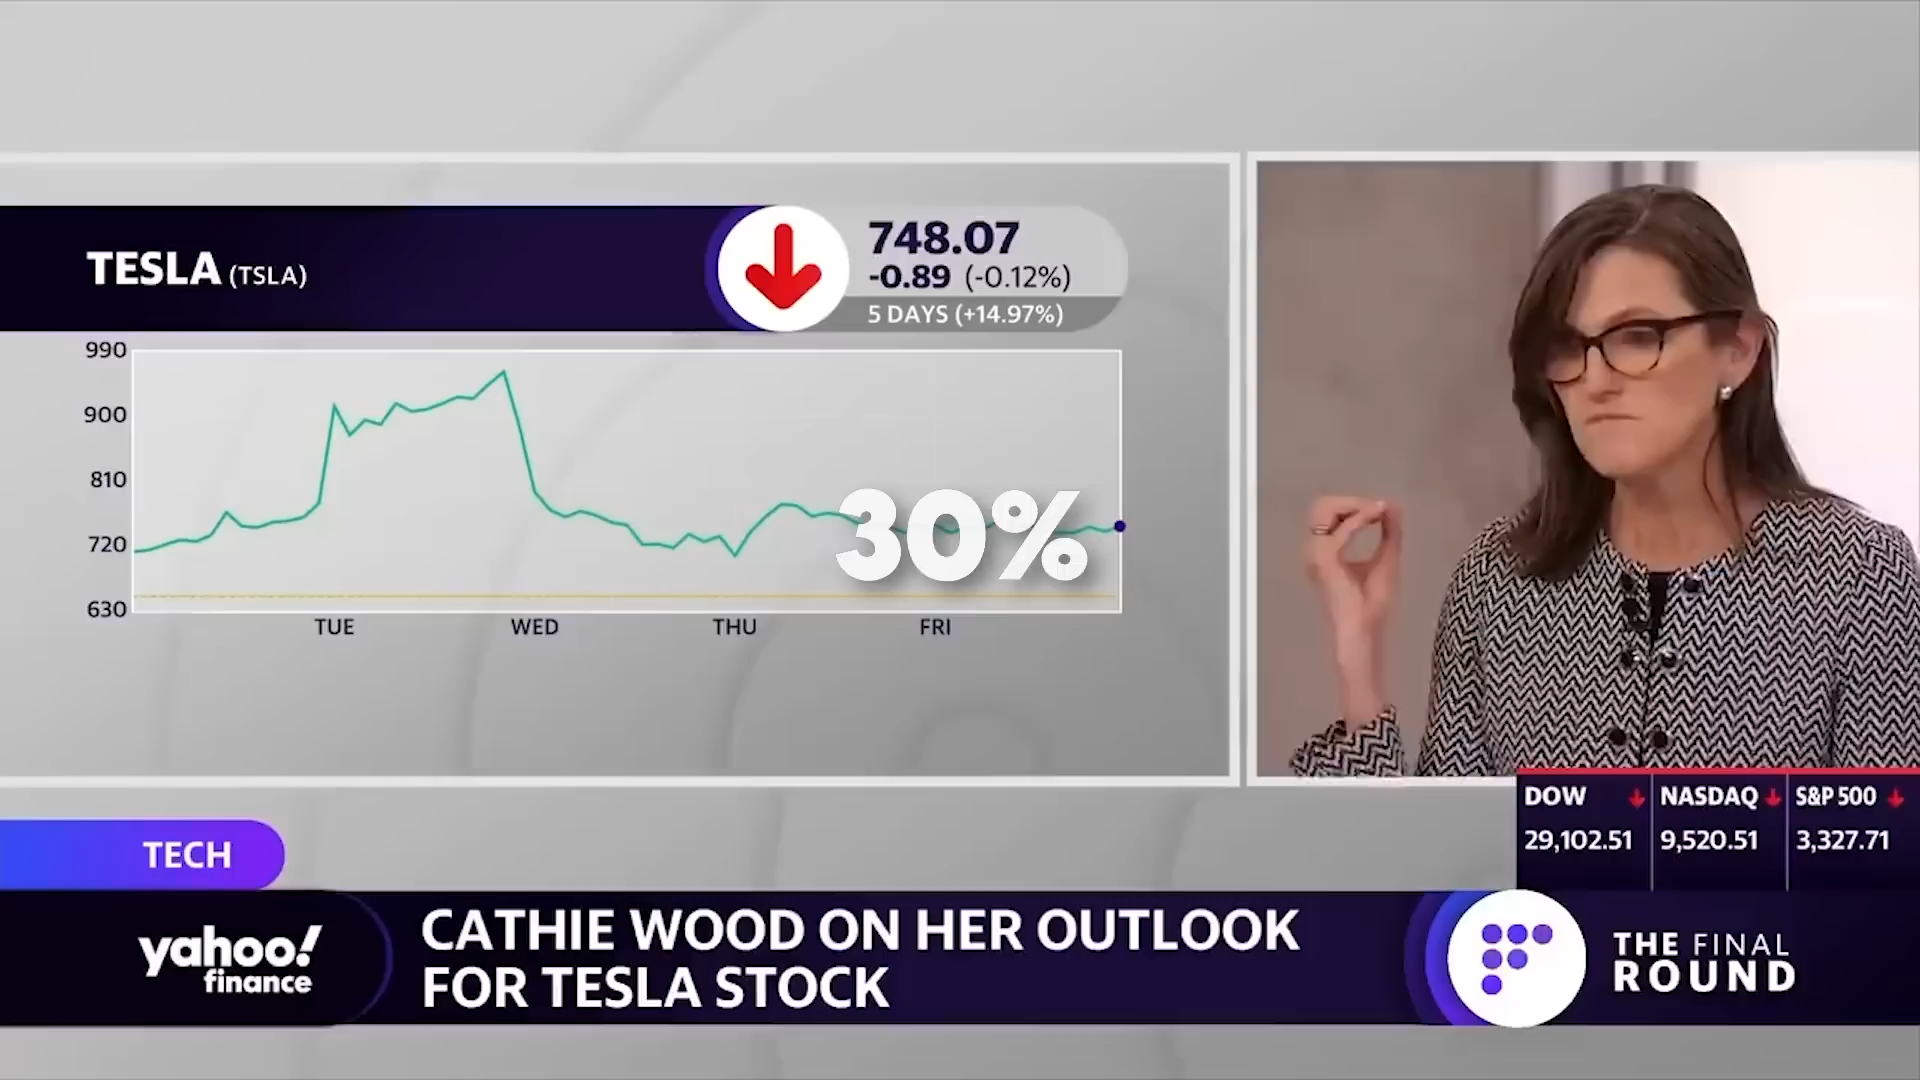 TESLA (TSLA)
748.07
-0.89 (-0.12%)
5 DAYS (+14.97%)
990
900
810
720
630
30%
TUE WED THU FRI
DOW NASDAQ S&P 500
29,102.51 9,520.51 3,327.71
TECH
yahoo!
finance
CATHIE WOOD ON HER OUTLOOK
FOR TESLA STOCK
THE FINAL
ROUND